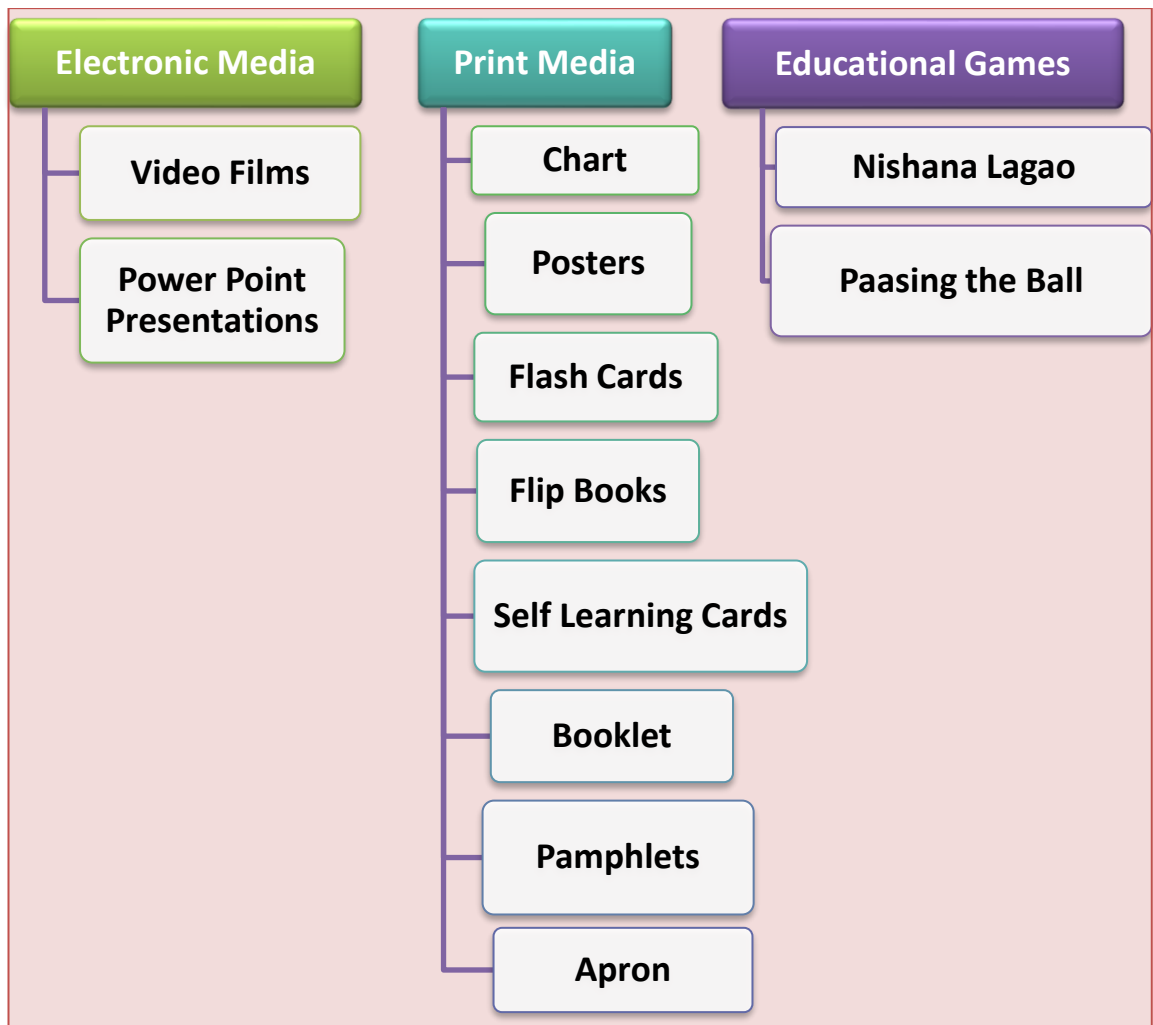 Electronic Media
Video Films
Power Point
Presentations
Print Media
Chart
Posters
Flash Cards
Flip Books
Self Learning Cards
Booklet
Pamphlets
Apron
Educational Games
Nishana Lagao
Paasing the Ball